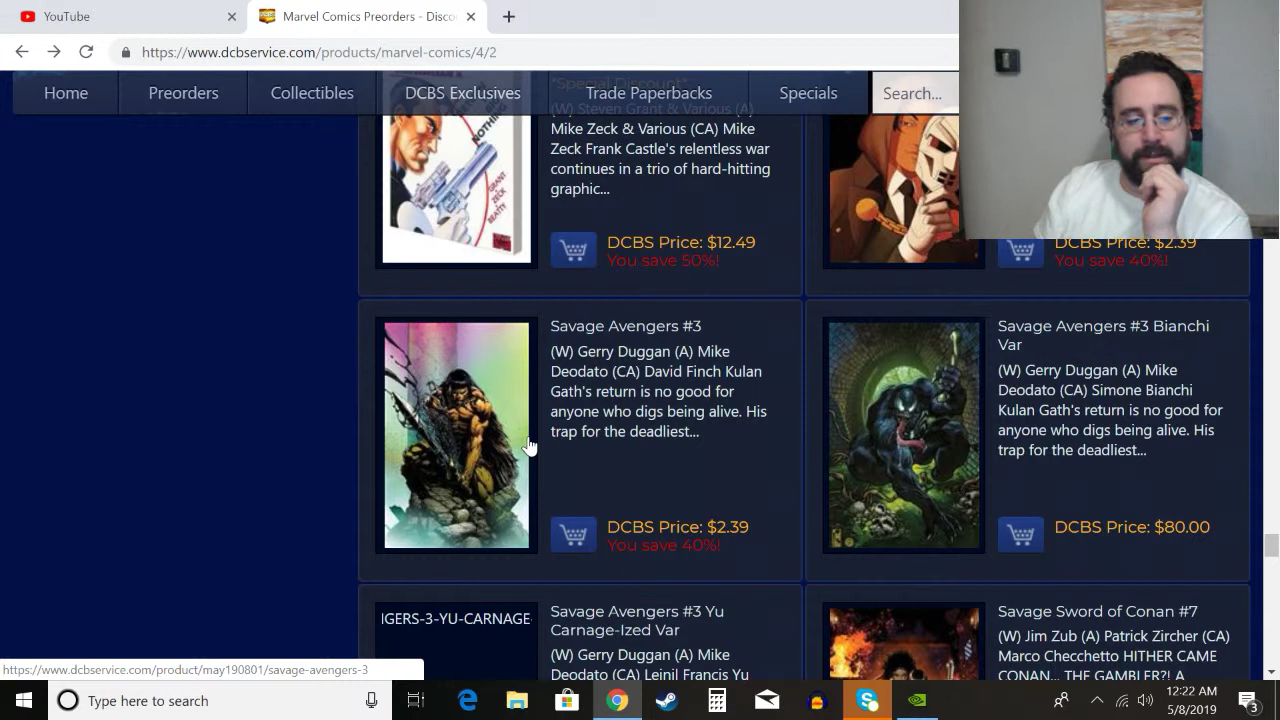 YouTube
Marvel Comics Preorders - Disco
https://www.dcbservice.com/products/marvel-comics/4/2
Home
Preorders
Collectibles
DCBS Exclusives
Trade Paperbacks
Specials
Search...
*Special Discount*
(W) Steven Grant & Various (A)
Mike Zeck & Various (CA) Mike
Zeck Frank Castle's relentless war
continues in a trio of hard-hitting
graphic...
GRANT
ZECK
BEATTY
DCBS Price: $12.49
You save 50%!
DCBS Price: $2.39
You save 40%!
Savage Avengers #3
(W) Gerry Duggan (A) Mike
Deodato (CA) David Finch Kulan
Gath's return is no good for
anyone who digs being alive. His
trap for the deadliest...
DCBS Price: $2.39
You save 40%!
Savage Avengers #3 Bianchi
Var
(W) Gerry Duggan (A) Mike
Deodato (CA) Simone Bianchi
Kulan Gath's return is no good for
anyone who digs being alive. His
trap for the deadliest...
DCBS Price: $80.00
IGERS-3-YU-CARNAGE-
Savage Avengers #3 Yu
Carnage-Ized Var
(W) Gerry Duggan (A) Mike
Deodato (CA) Leinil Francis Yu
Savage Sword of Conan #7
(W) Jim Zub (A) Patrick Zircher (CA)
Marco Checchetto HITHER CAME
CONAN... THE GAMBLER?! A
https://www.dcbservice.com/product/may190801/savage-avengers-3
Type here to search
12:22 AM
5/8/2019
3